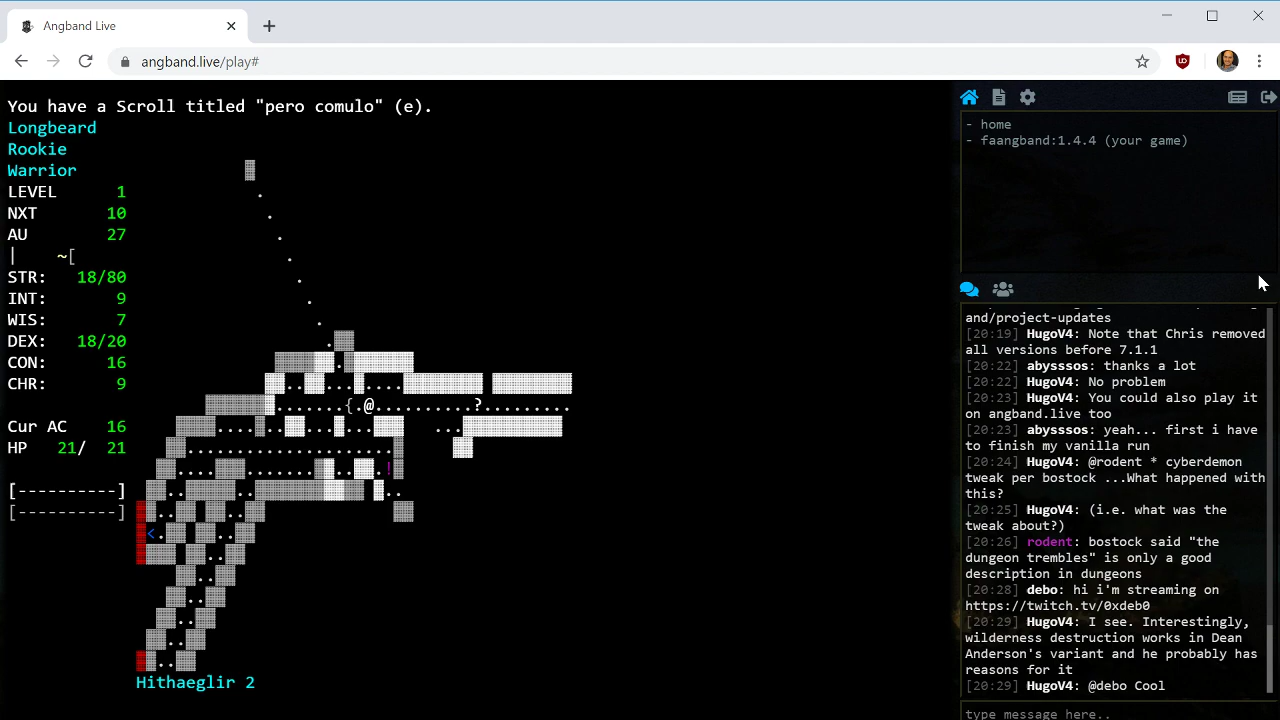 Angband Live
angband.live/play#
You have a Scroll titled "pero comulo" (e).
Longbeard
Rookie
Warrior
LEVEL 1
NXT 10
AU 27
| ~[
STR: 18/80
INT: 9
WIS: 7
DEX: 18/20
CON: 16
CHR: 9
Cur AC 16
HP 21/ 21
[----------]
[----------]
Hithaeglir 2
- home
- faangband:1.4.4 (your game)
and/project-updates
[20:19] HugoV4: Note that Chris removed
all versions before 7.1.1
[20:22] abysssos: thanks a lot
[20:22] HugoV4: No problem
[20:23] HugoV4: You could also play it
on angband.live too
[20:23] abysssos: yeah... first i have
to finish my vanilla run
[20:24] HugoV4: @rodent * cyberdemon
tweak per bostock ...What happened with
this?
[20:25] HugoV4: (i.e. what was the
tweak about?)
[20:26] rodent: bostock said "the
dungeon trembles" is only a good
description in dungeons
[20:28] debo: hi i'm streaming on
https://twitch.tv/0xdeb0
[20:29] HugoV4: I see. Interestingly,
wilderness destruction works in Dean
Anderson's variant and he probably has
reasons for it
[20:29] HugoV4: @debo Cool
type message here..